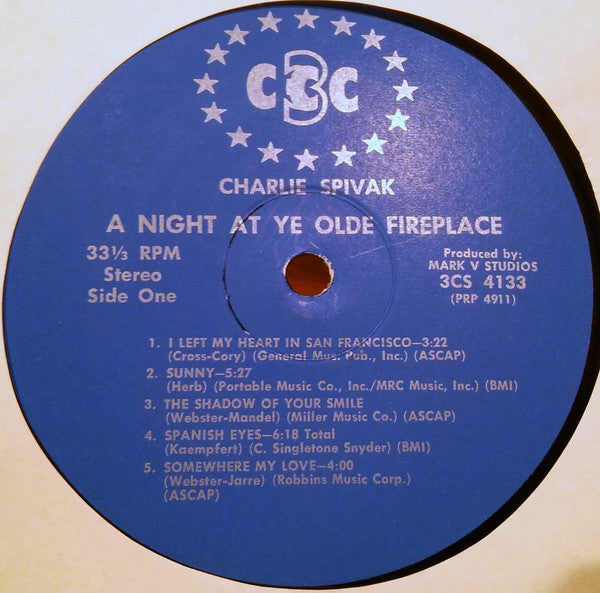 3
CCC
CHARLIE SPIVAK
A NIGHT AT YE OLDE FIREPLACE
33⅓ RPM
Stereo
Side One
Produced by:
MARK V STUDIOS
3CS 4133
(PRP 4911)
1. I LEFT MY HEART IN SAN FRANCISCO—3:22
(Cross-Cory) (General Mus. Pub., Inc.) (ASCAP)
2. SUNNY—5:27
(Herb) (Portable Music Co., Inc./MRC Music, Inc.) (BMI)
3. THE SHADOW OF YOUR SMILE
(Webster-Mandel) (Miller Music Co.) (ASCAP)
4. SPANISH EYES—6:18 Total
(Kaempfert) (C. Singletone Snyder) (BMI)
5. SOMEWHERE MY LOVE—4:00
(Webster-Jarre) (Robbins Music Corp.)
(ASCAP)